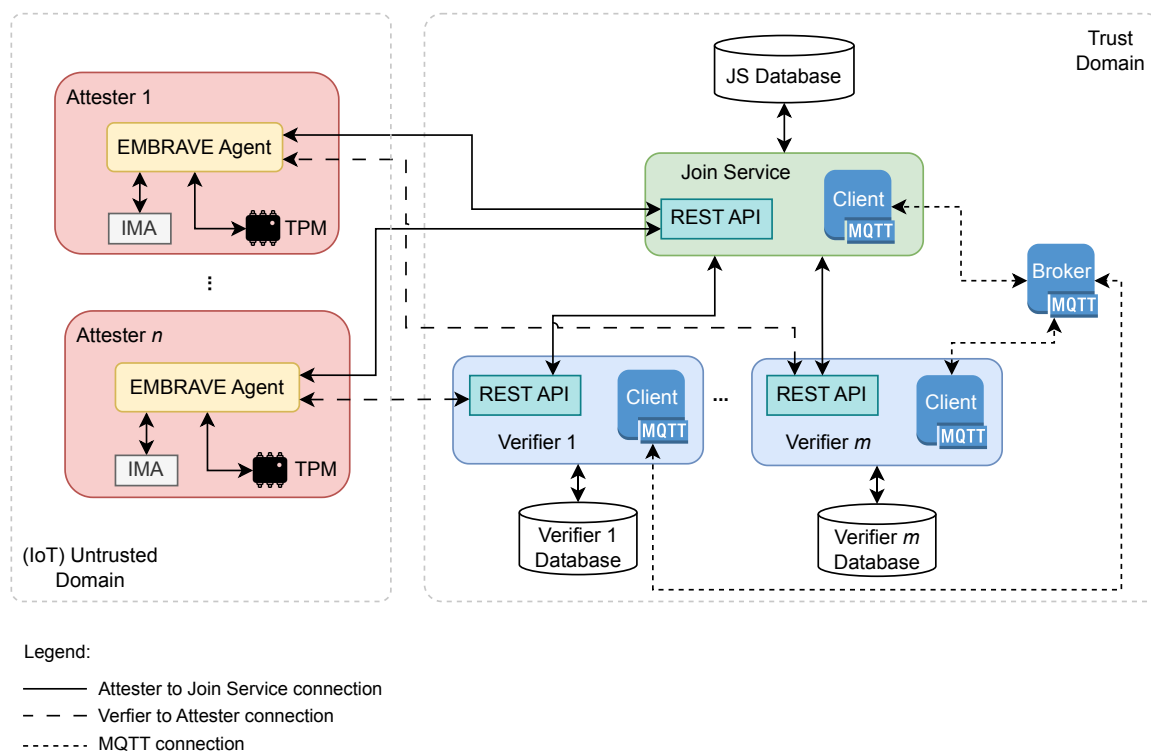 Trust
Domain
JS Database
Attester 1
EMBRAVE Agent
IMA
TPM
...
Join Service
REST API
Client
MQTT
Broker
MQTT
Attester n
EMBRAVE Agent
IMA
TPM
REST API
Client
MQTT
Verifier 1
...
REST API
Client
MQTT
Verifier m
Verifier 1
Database
Verifier m
Database
(IoT) Untrusted
Domain
Legend:
Attester to Join Service connection
Verfier to Attester connection
MQTT connection